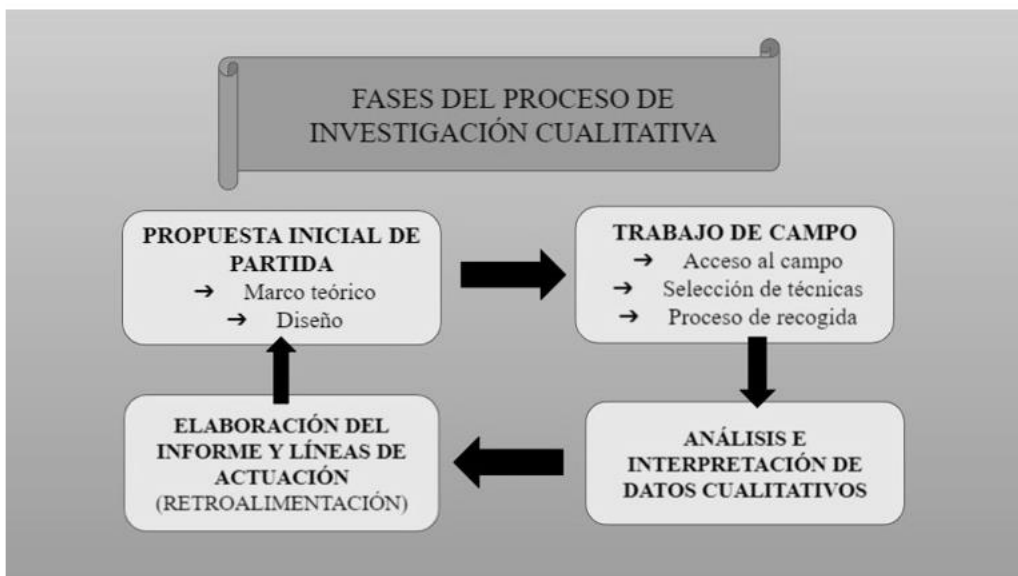 FASES DEL PROCESO DE
INVESTIGACIÓN CUALITATIVA
PROPUESTA INICIAL DE
PARTIDA
➔ Marco teórico
➔ Diseño
TRABAJO DE CAMPO
➔ Acceso al campo
➔ Selección de técnicas
➔ Proceso de recogida
ANÁLISIS E
INTERPRETACIÓN DE
DATOS CUALITATIVOS
ELABORACIÓN DEL
INFORME Y LÍNEAS DE
ACTUACIÓN
(RETROALIMENTACIÓN)